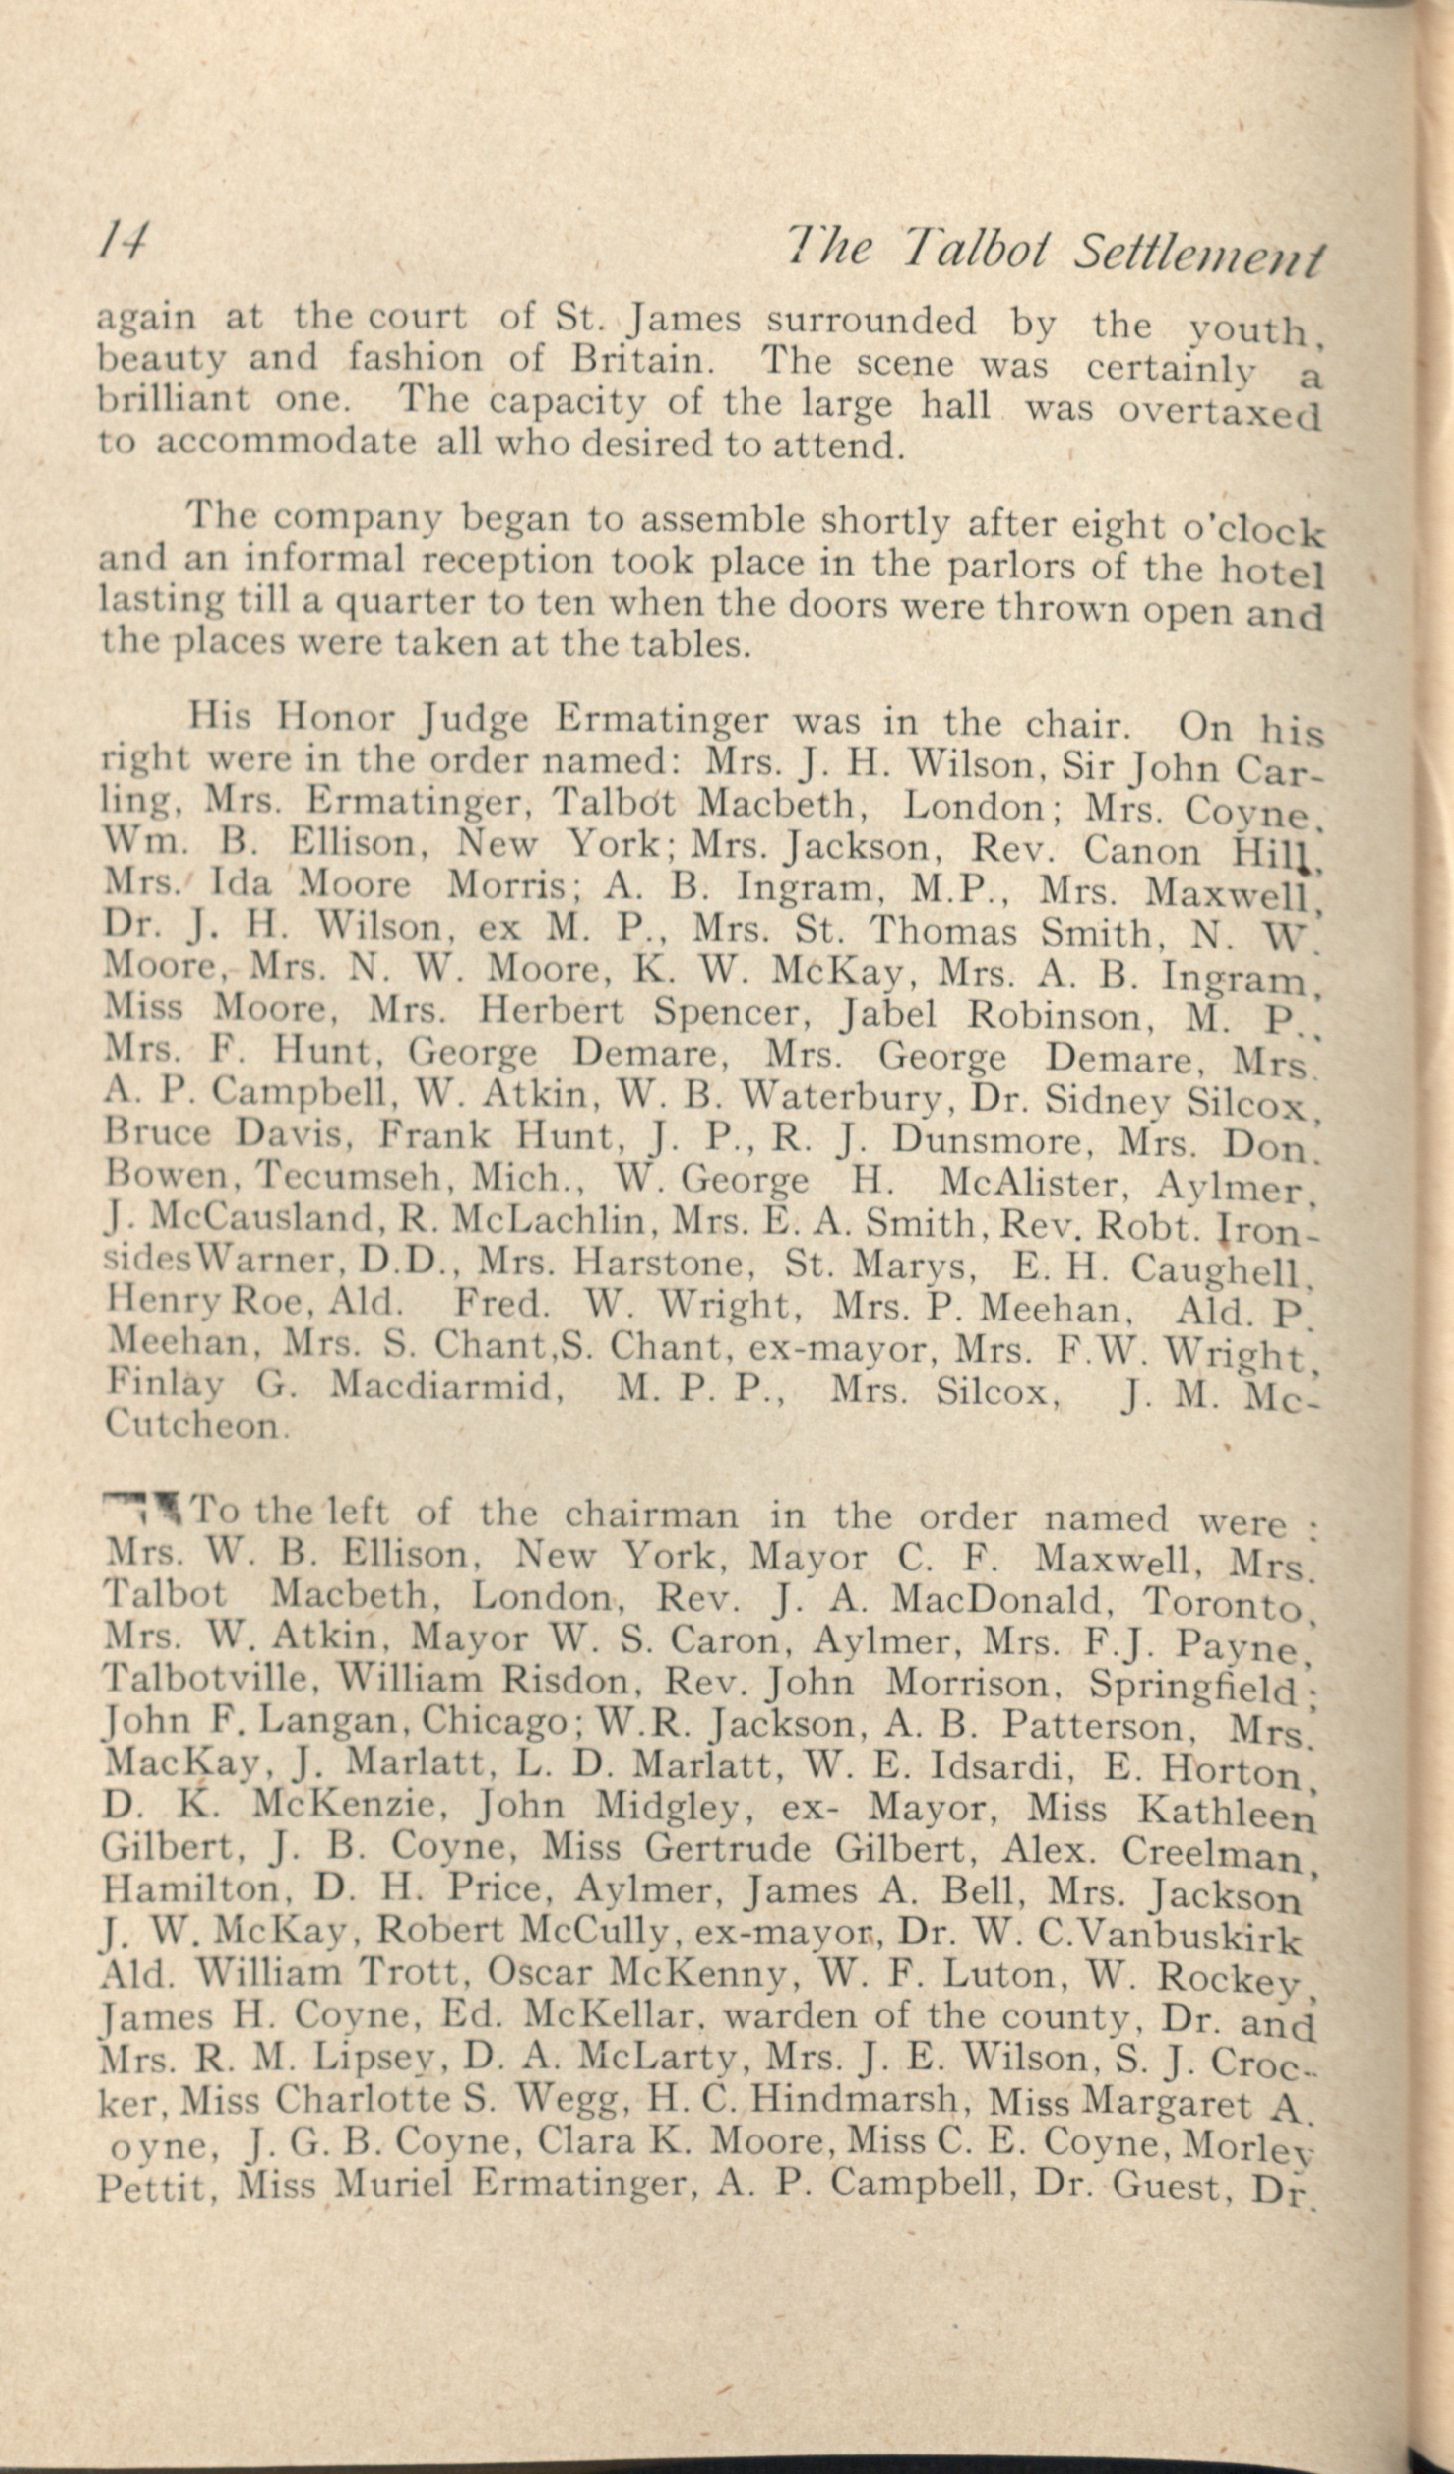 14 The Talbot Settlement
again at the court of St. James surrounded by the youth,
beauty and fashion of Britain. The scene was certainly a
brilliant one. The capacity of the large hall was overtaxed
to accommodate all who desired to attend.
The company began to assemble shortly after eight o'clock
and an informal reception took place in the parlors of the hotel
lasting till a quarter to ten when the doors were thrown open and
the places were taken at the tables.
His Honor Judge Ermatinger was in the chair. On his
right were in the order named: Mrs. J. H. Wilson, Sir John Car-
ling, Mrs. Ermatinger, Talbot Macbeth, London; Mrs. Coyne,
Wm. B. Ellison, New York; Mrs. Jackson, Rev. Canon Hill,
Mrs. Ida Moore Morris; A. B. Ingram, M.P., Mrs. Maxwell,
Dr. J. H. Wilson, ex M. P., Mrs. St. Thomas Smith, N. W.
Moore, Mrs. N. W. Moore, K. W. McKay, Mrs. A. B. Ingram,
Miss Moore, Mrs. Herbert Spencer, Jabel Robinson, M. P.,
Mrs. F. Hunt, George Demare, Mrs. George Demare, Mrs.
A. P. Campbell, W. Atkin, W. B. Waterbury, Dr. Sidney Silcox,
Bruce Davis, Frank Hunt, J. P., R. J. Dunsmore, Mrs. Don.
Bowen, Tecumseh, Mich., W. George H. McAlister, Aylmer,
J. McCausland, R. McLachlin, Mrs. E. A. Smith, Rev. Robt. Iron-
sides Warner, D.D., Mrs. Harstone, St. Marys, E. H. Caughell,
Henry Roe, Ald. Fred. W. Wright, Mrs. P. Meehan, Ald. P.
Meehan, Mrs. S. Chant,S. Chant, ex-mayor, Mrs. F.W. Wright,
Finlay G. Macdiarmid, M. P. P., Mrs. Silcox, J. M. Mc-
Cutcheon.
To the left of the chairman in the order named were :
Mrs. W. B. Ellison, New York, Mayor C. F. Maxwell, Mrs.
Talbot Macbeth, London, Rev. J. A. MacDonald, Toronto,
Mrs. W. Atkin, Mayor W. S. Caron, Aylmer, Mrs. F.J. Payne,
Talbotville, William Risdon, Rev. John Morrison, Springfield;
John F. Langan, Chicago; W.R. Jackson, A. B. Patterson, Mrs.
MacKay, J. Marlatt, L. D. Marlatt, W. E. Idsardi, E. Horton,
D. K. McKenzie, John Midgley, ex- Mayor, Miss Kathleen
Gilbert, J. B. Coyne, Miss Gertrude Gilbert, Alex. Creelman,
Hamilton, D. H. Price, Aylmer, James A. Bell, Mrs. Jackson
J. W. McKay, Robert McCully, ex-mayor, Dr. W. C.Vanbuskirk
Ald. William Trott, Oscar McKenny, W. F. Luton, W. Rockey,
James H. Coyne, Ed. McKellar, warden of the county, Dr. and
Mrs. R. M. Lipsey, D. A. McLarty, Mrs. J. E. Wilson, S. J. Croc-
ker, Miss Charlotte S. Wegg, H. C. Hindmarsh, Miss Margaret A.
oyne, J. G. B. Coyne, Clara K. Moore, Miss C. E. Coyne, Morley
Pettit, Miss Muriel Ermatinger, A. P. Campbell, Dr. Guest, Dr.